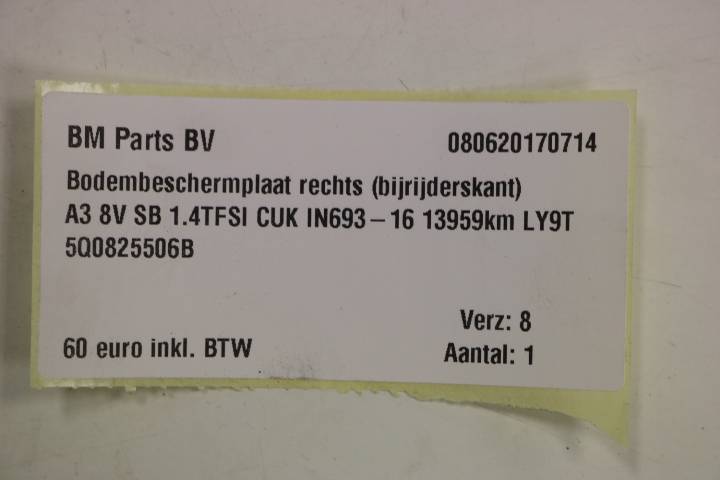 BM Parts BV 080620170714
Bodembeschermplaat rechts (bijrijderskant)
A3 8V SB 1.4TFSI CUK IN693-16 13959km LY9T
5Q0825506B
Verz: 8
60 euro inkl. BTW Aantal: 1